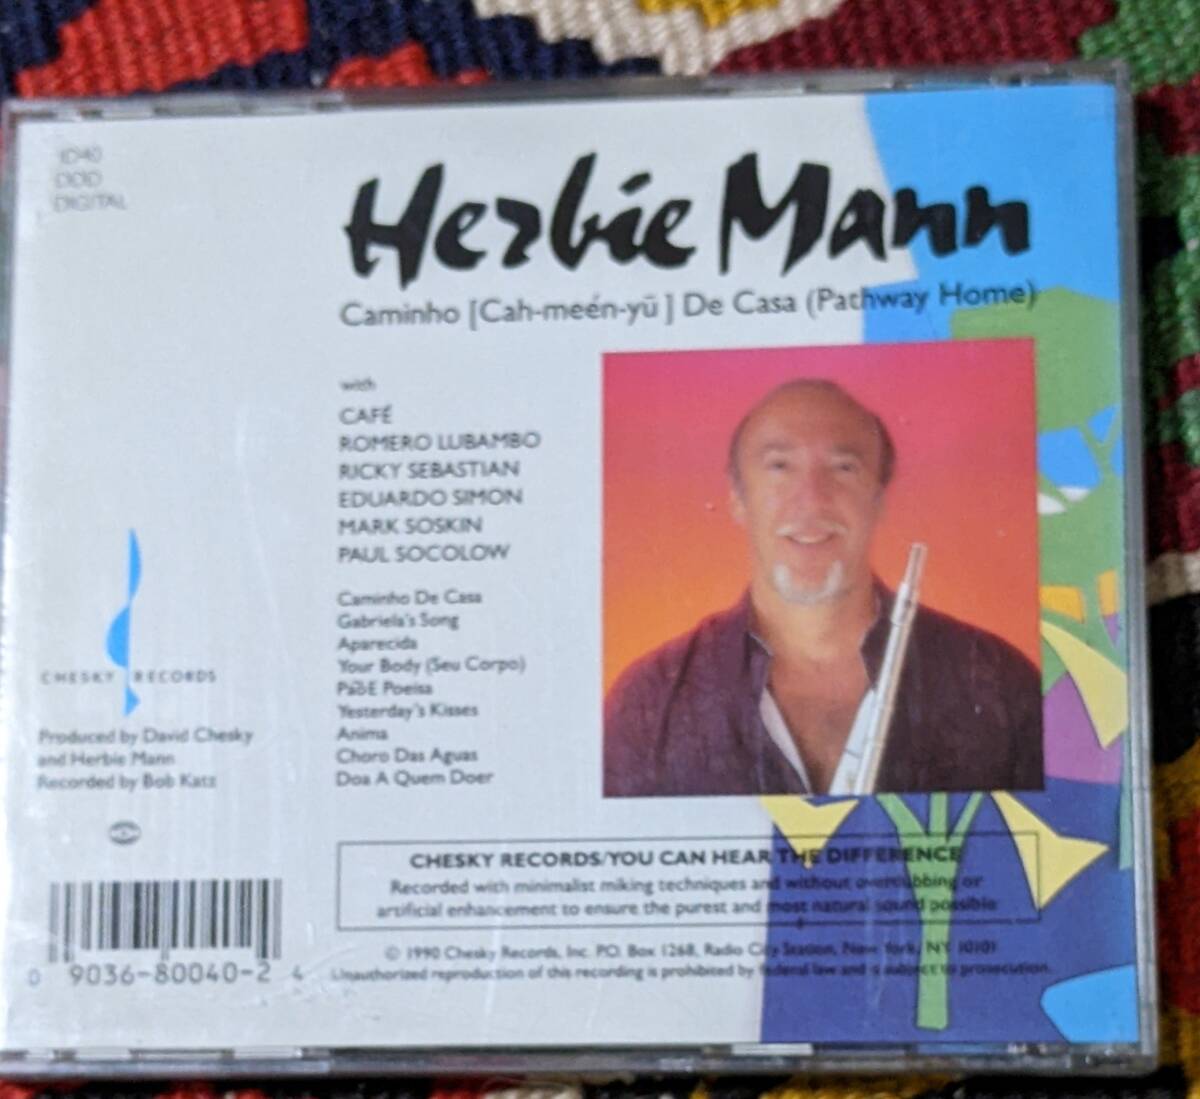 JD40
DDD
DIGITAL
Herbie Mann
Caminho [Cah-meén-yū] De Casa (Pathway Home)
with
CAFÉ
ROMERO LUBAMBO
RICKY SEBASTIAN
EDUARDO SIMON
MARK SOSKIN
PAUL SOCOLOW
Caminho De Casa
Gabriela's Song
Aparecida
Your Body (Seu Corpo)
Yesterday's Kisses
Anima
Choro Das Aguas
Doa A Quem Doer
CHESKY RECORDS
Produced by David Chesky
and Herbie Mann
Recorded by Bob Katz
CHESKY RECORDS/YOU CAN HEAR THE DIFFERENCE
Recorded with minimalist miking techniques and without overdubbing or
artificial enhancement to ensure the purest and most natural sound possible
© 1990 Chesky Records, Inc. P.O. Box 1268, Radio City Station, New York, NY 10101
Unauthorized reproduction of this recording is prohibited by federal law and is subject to prosecution.
0 9036-80040-2 4